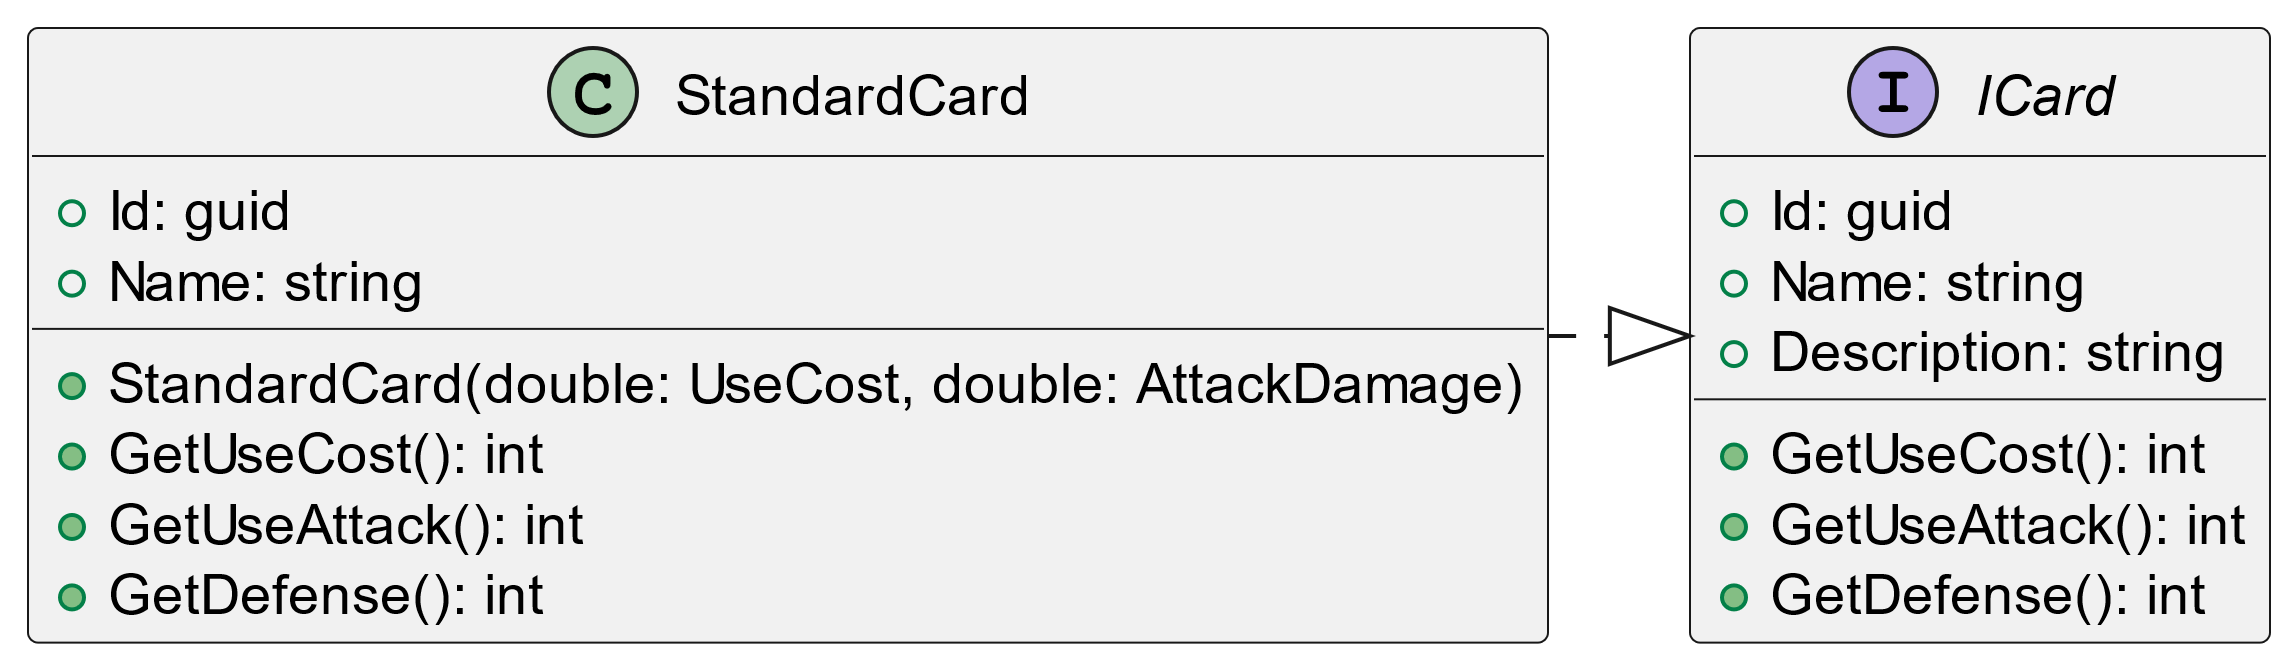 C StandardCard
Id: guid
Name: string
StandardCard(double: UseCost, double: AttackDamage)
GetUseCost(): int
GetUseAttack(): int
GetDefense(): int
I ICard
Id: guid
Name: string
Description: string
GetUseCost(): int
GetUseAttack(): int
GetDefense(): int